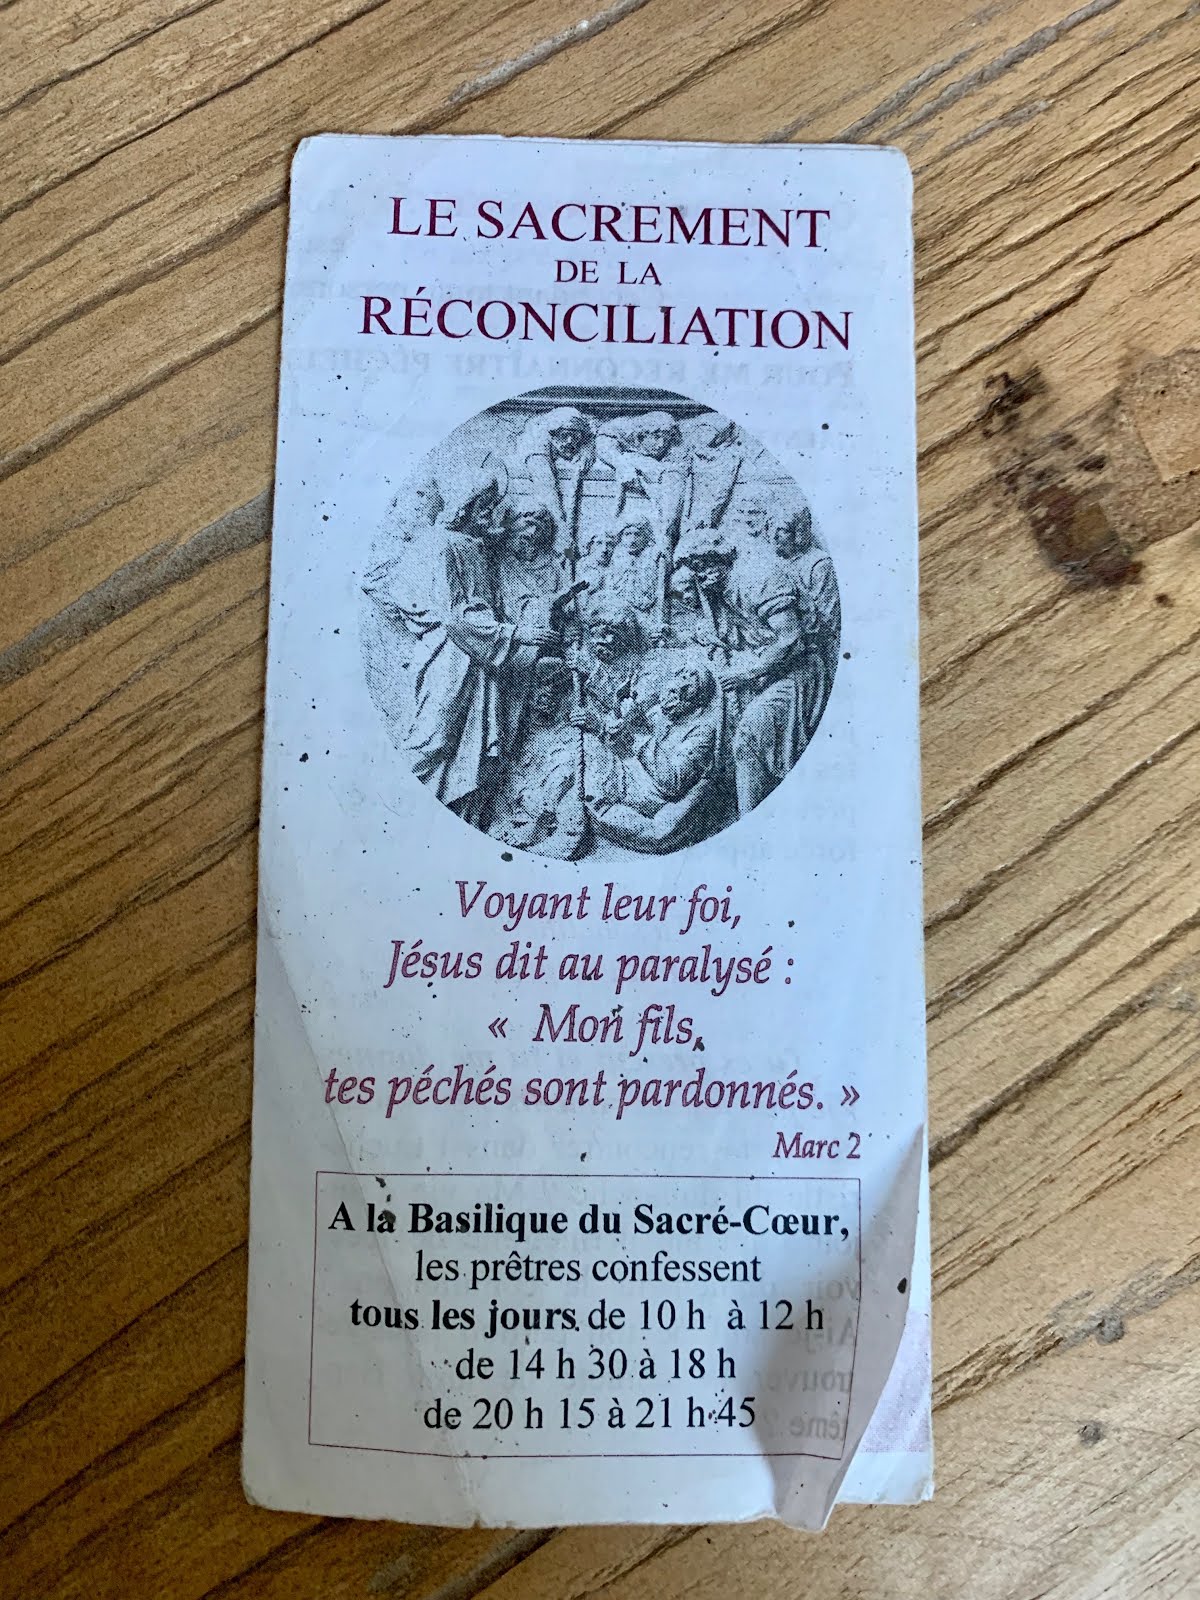 LE SACREMENT
DE LA
RÉCONCILIATION
Voyant leur foi,
Jésus dit au paralysé :
« Mon fils,
tes péchés sont pardonnés. »
Marc 2
A la Basilique du Sacré-Cœur,
les prêtres confessent
tous les jours de 10 h à 12 h
de 14 h 30 à 18 h
de 20 h 15 à 21 h 45